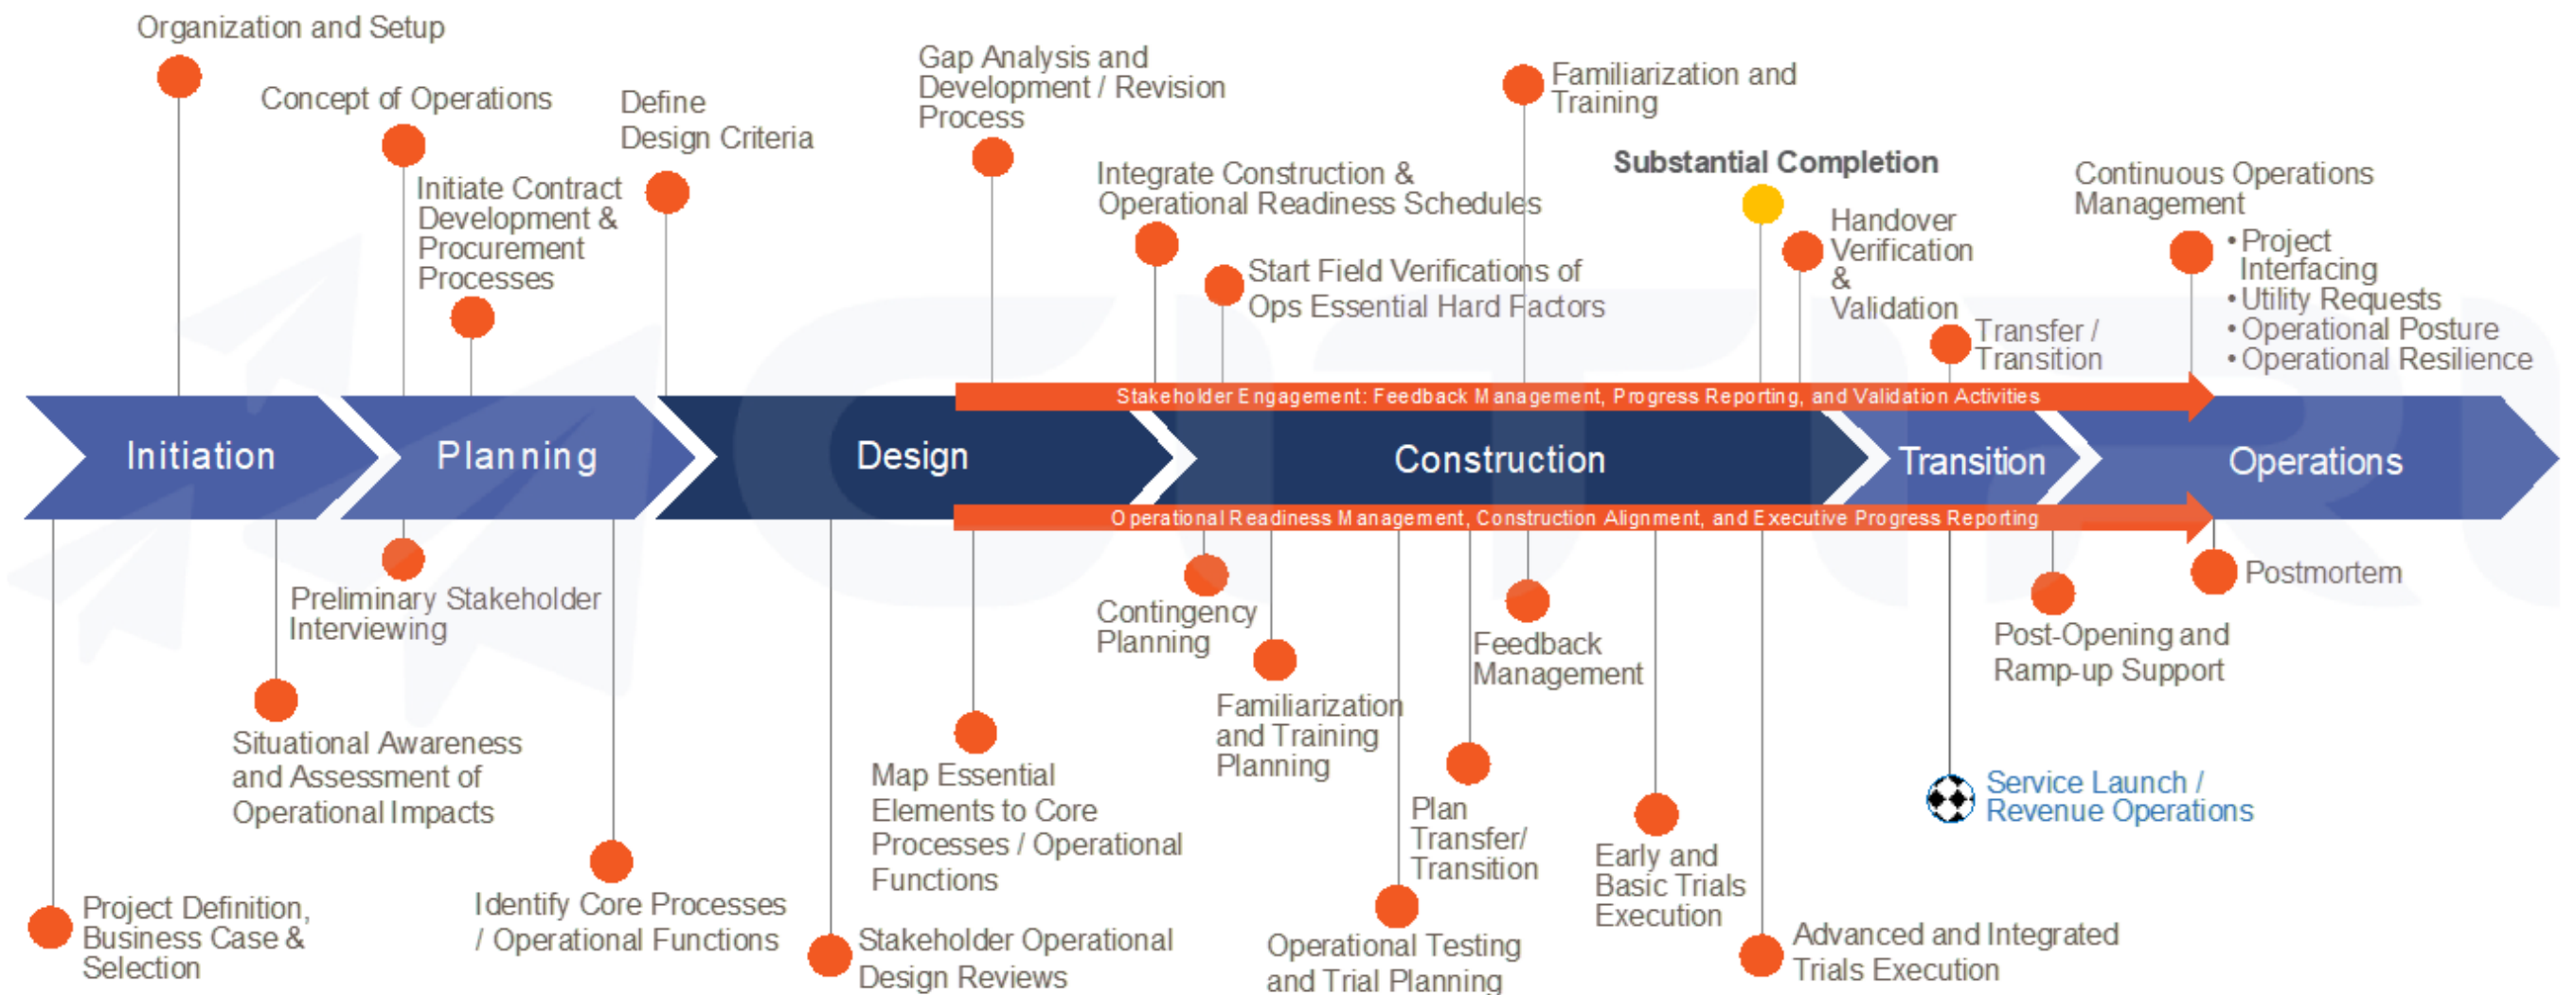 Organization and Setup
Concept of Operations
Initiate Contract
Development &
Procurement
Processes
Define
Design Criteria
Gap Analysis and
Development / Revision
Process
Integrate Construction &
Operational Readiness Schedules
Start Field Verifications of
Ops Essential Hard Factors
Familiarization and
Training
Substantial Completion
Handover
Verification
&
Validation
Transfer /
Transition
Continuous Operations
Management
• Project
Interfacing
• Utility Requests
• Operational Posture
• Operational Resilience
Stakeholder Engagement: Feedback Management, Progress Reporting, and Validation Activities
Initiation
Planning
Design
Construction
Transition
Operations
Operational Readiness Management, Construction Alignment, and Executive Progress Reporting
Project Definition,
Business Case &
Selection
Situational Awareness
and Assessment of
Operational Impacts
Preliminary Stakeholder
Interviewing
Identify Core Processes
/ Operational Functions
Stakeholder Operational
Design Reviews
Map Essential
Elements to Core
Processes / Operational
Functions
Contingency
Planning
Familiarization
and Training
Planning
Operational Testing
and Trial Planning
Plan
Transfer/
Transition
Feedback
Management
Early and
Basic Trials
Execution
Advanced and Integrated
Trials Execution
Service Launch /
Revenue Operations
Post-Opening and
Ramp-up Support
Postmortem